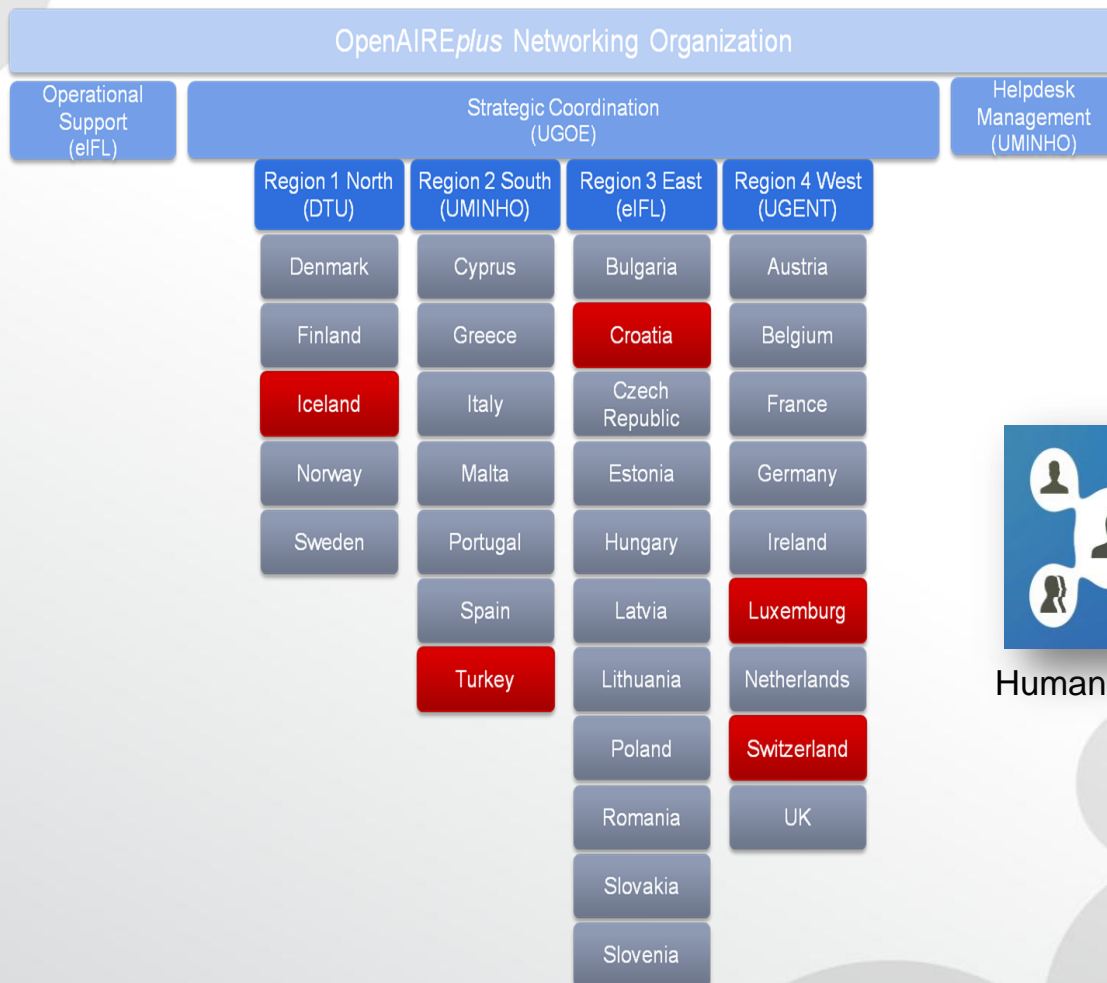 OpenAIREplus Networking Organization
Operational
Support
(eIFL)
Strategic Coordination
(UGOE)
Helpdesk
Management
(UMINHO)
Region 1 North
(DTU)
Denmark
Finland
Iceland
Norway
Sweden
Region 2 South
(UMINHO)
Cyprus
Greece
Italy
Malta
Portugal
Spain
Turkey
Region 3 East
(eIFL)
Bulgaria
Croatia
Czech
Republic
Estonia
Hungary
Latvia
Lithuania
Poland
Romania
Slovakia
Slovenia
Region 4 West
(UGENT)
Austria
Belgium
France
Germany
Ireland
Luxemburg
Netherlands
Switzerland
UK
Human